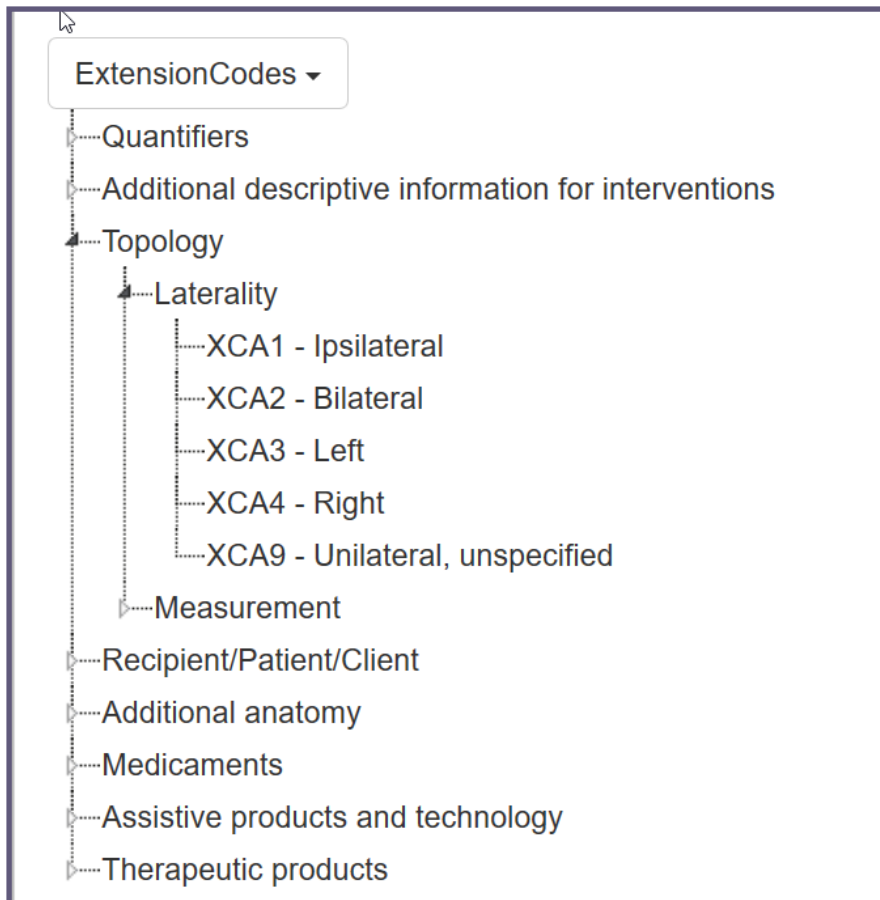 ExtensionCodes
Quantifiers
Additional descriptive information for interventions
Topology
Laterality
XCA1 - Ipsilateral
XCA2 - Bilateral
XCA3 - Left
XCA4 - Right
XCA9 - Unilateral, unspecified
Measurement
Recipient/Patient/Client
Additional anatomy
Medicaments
Assistive products and technology
Therapeutic products